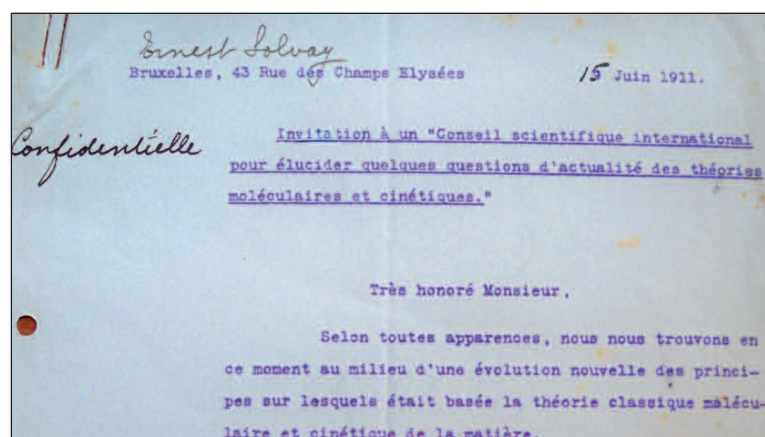 Ernest Solvay
Bruxelles, 43 Rue des Champs Elysées 15 Juin 1911.
Confidentielle
Invitation à un "Conseil scientifique international
pour élucider quelques questions d'actualité des théories
moléculaires et cinétiques."
Très honoré Monsieur,
Selon toutes apparences, nous nous trouvons en
ce moment au milieu d'une évolution nouvelle des princi-
pes sur lesquels était basée la théorie classique malécu-
laire et cinétique de la matière.